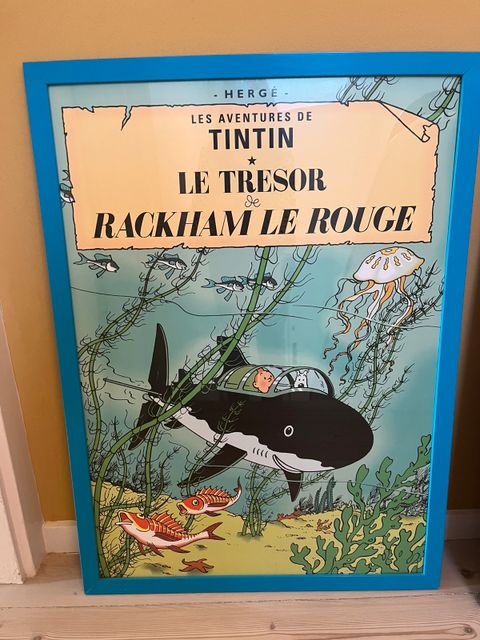 - HERGÉ -
LES AVENTURES DE
TINTIN
★
LE TRESOR
de
RACKHAM LE ROUGE